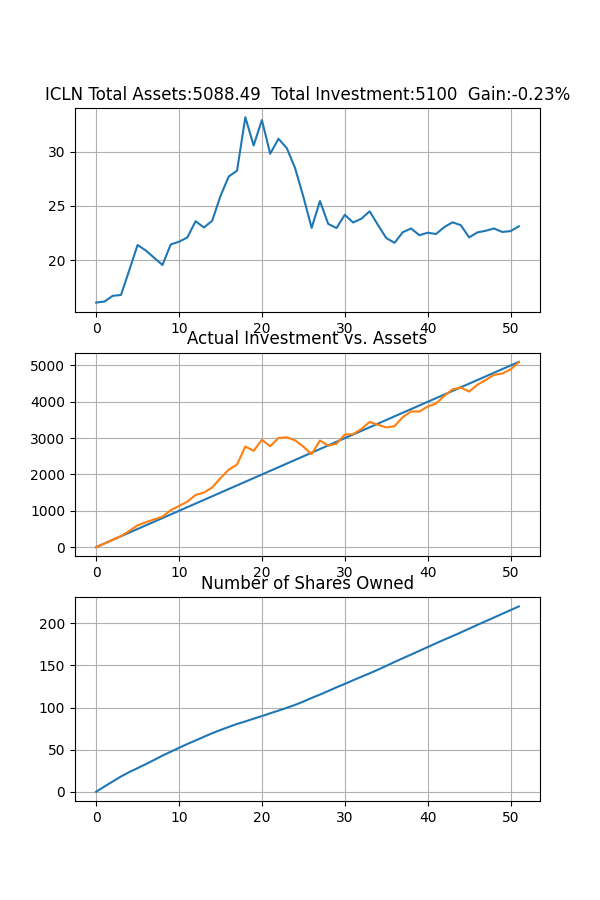 ICLN Total Assets:5088.49  Total Investment:5100  Gain:-0.23%
30
25
20
0 10 20 30 40 50
Actual Investment vs. Assets
5000
4000
3000
2000
1000
0
0 10 20 30 40 50
Number of Shares Owned
200
150
100
50
0
0 10 20 30 40 50